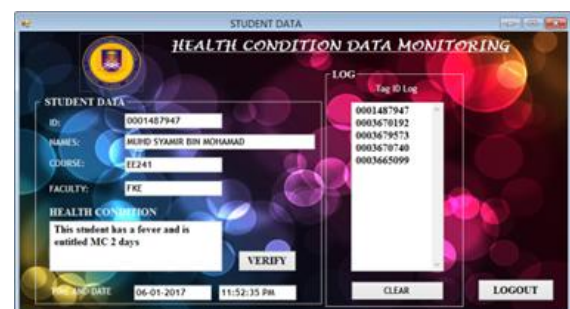 STUDENT DATA
HEALTH CONDITION DATA MONITORING
STUDENT DATA
ID: 0001487947
NAMES: MUHD SYAMIR BIN MOHAMAD
COURSE: EE241
FACULTY: FKE
HEALTH CONDITION
This student has a fever and is
entitled MC 2 days
VERIFY
TIME AND DATE 06-01-2017 11:52:35 PM
LOG
Tag ID Log
0001487947
0003670192
0003679573
0003670740
0003665099
CLEAR
LOGOUT